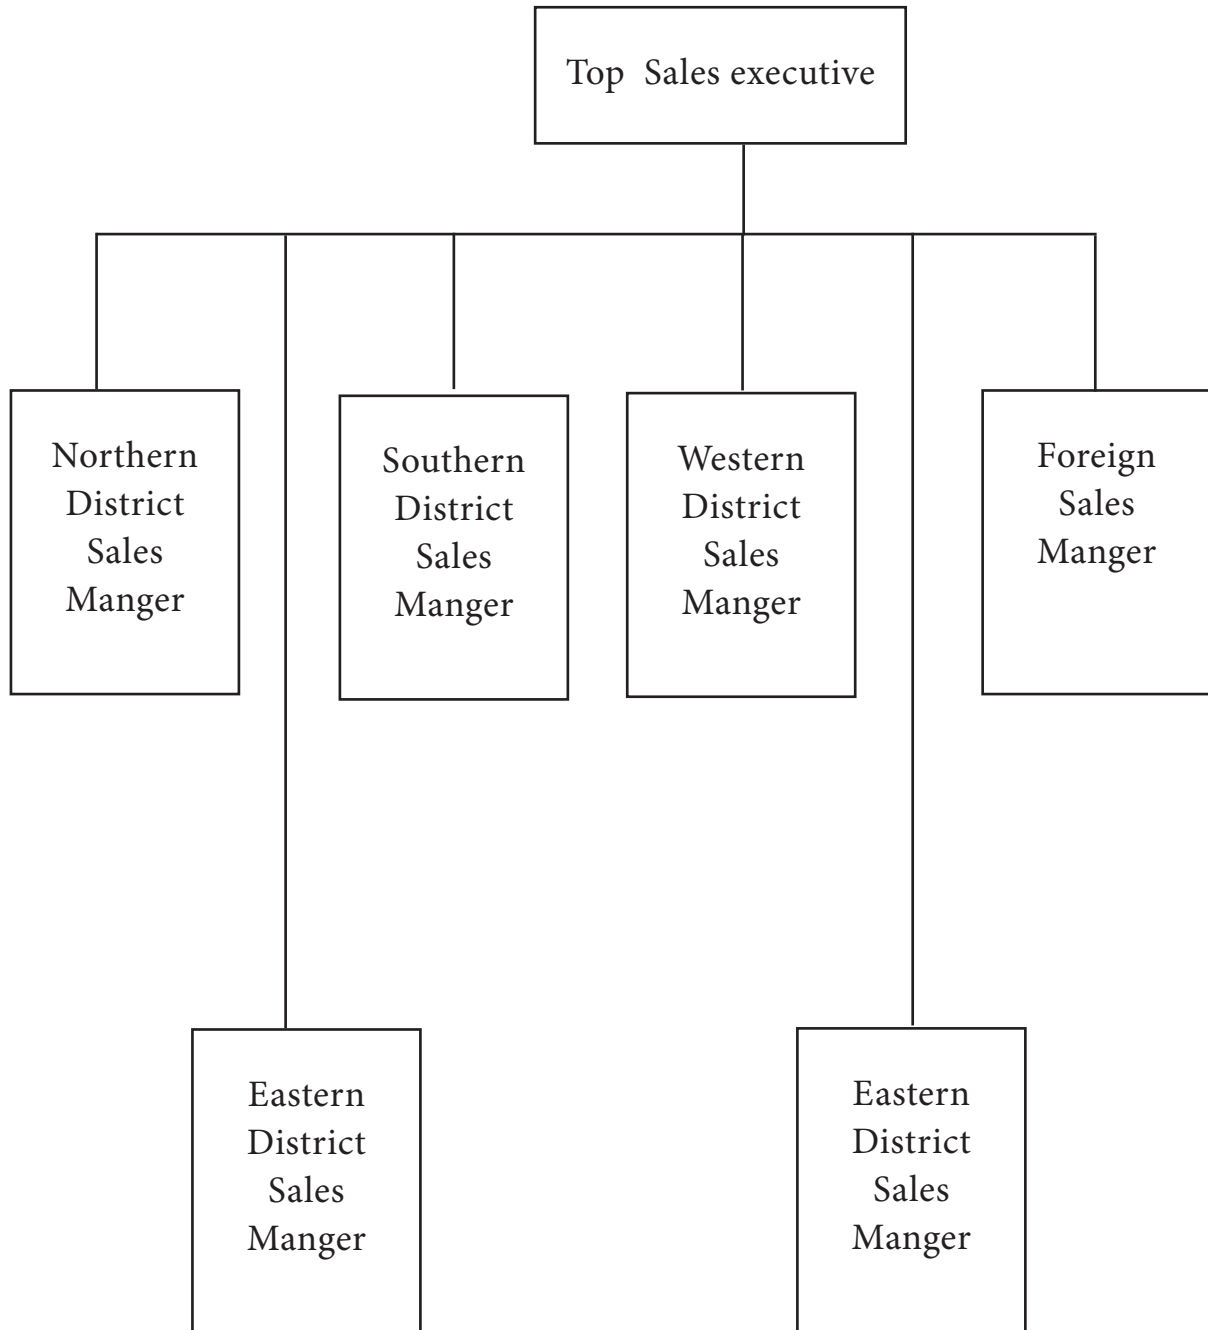 Top Sales executive
Northern
District
Sales
Manger
Southern
District
Sales
Manger
Western
District
Sales
Manger
Foreign
Sales
Manger
Eastern
District
Sales
Manger
Eastern
District
Sales
Manger